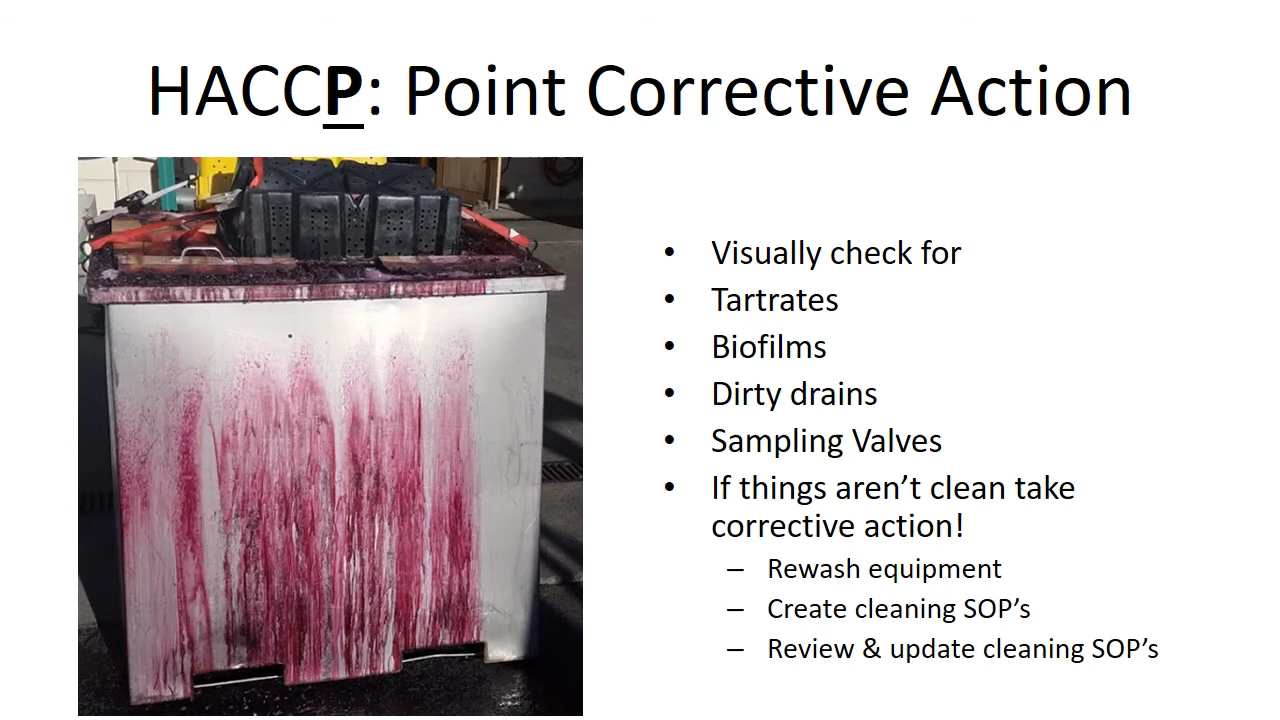 HACCP: Point Corrective Action
• Visually check for
• Tartrates
• Biofilms
• Dirty drains
• Sampling Valves
• If things aren’t clean take
corrective action!
– Rewash equipment
– Create cleaning SOP’s
– Review & update cleaning SOP’s